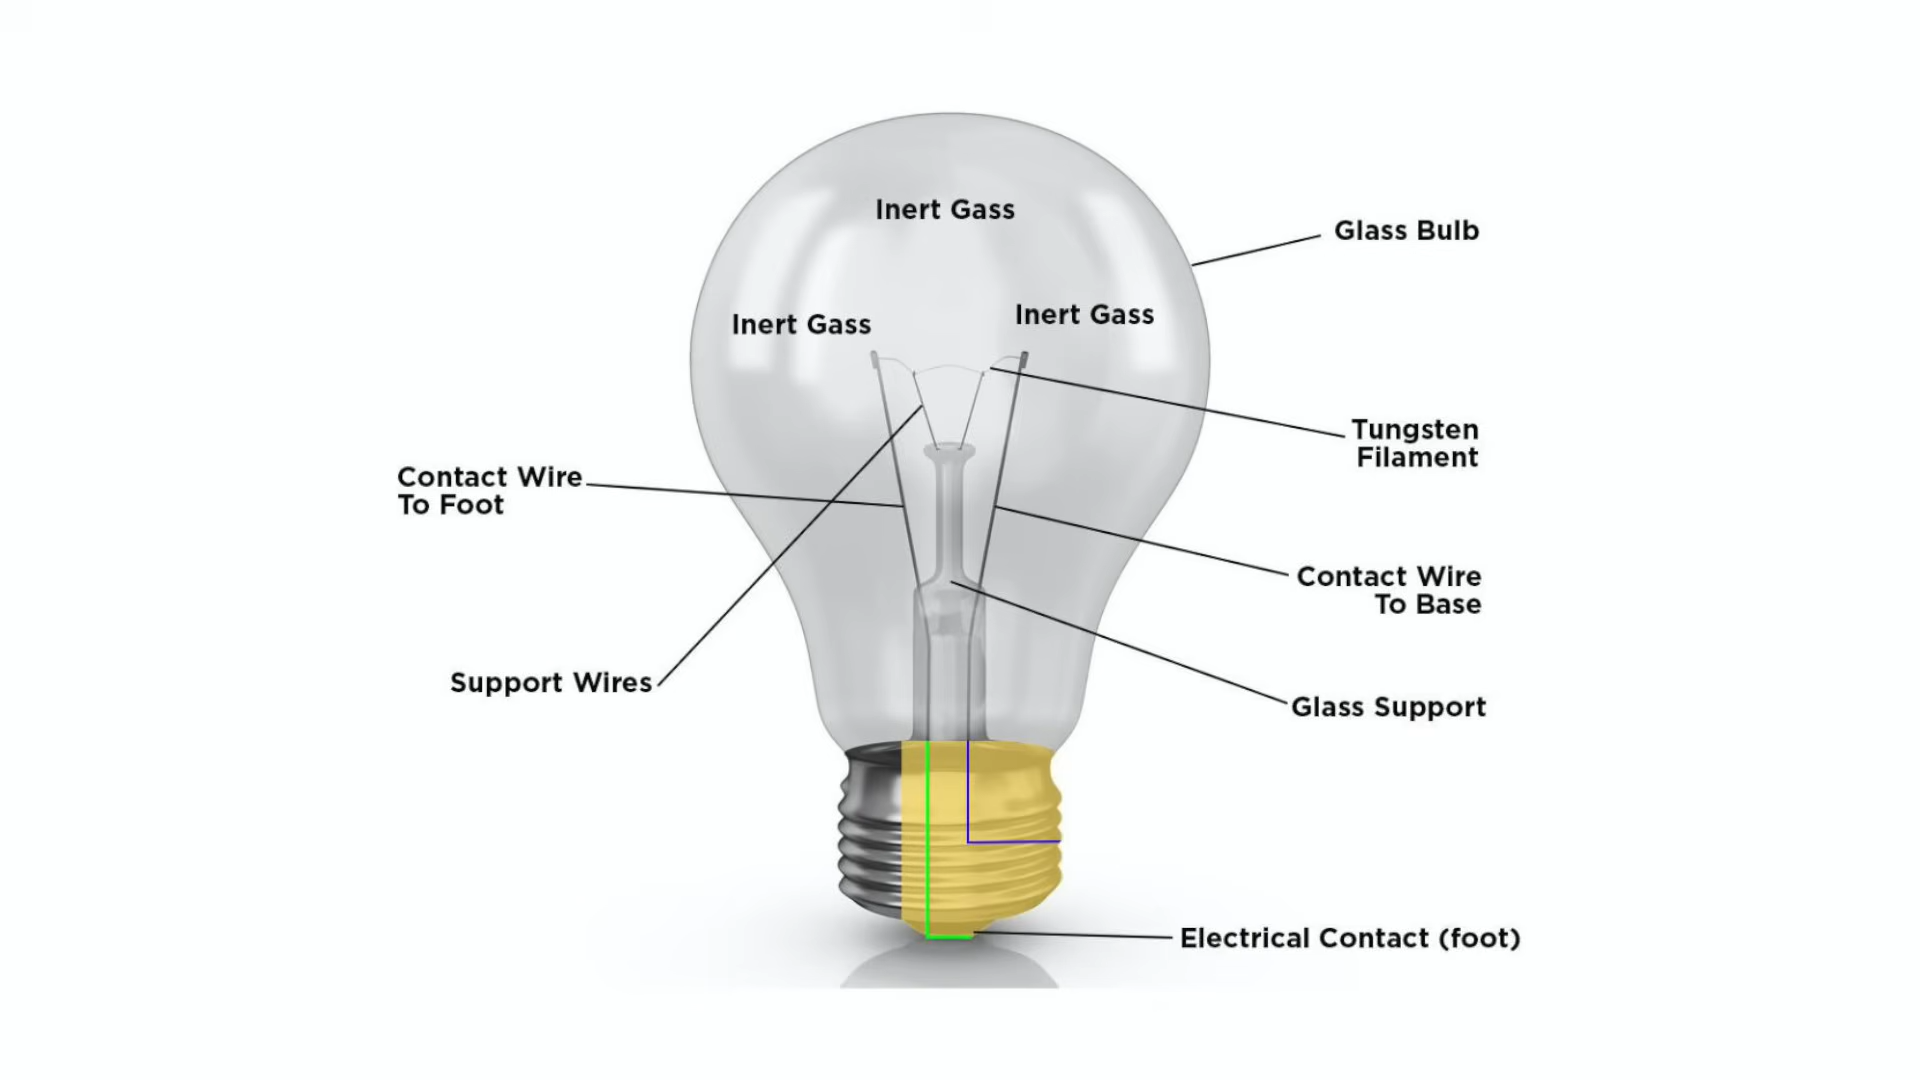 Inert Gass
Glass Bulb
Inert Gass
Inert Gass
Tungsten
Filament
Contact Wire
To Foot
Contact Wire
To Base
Support Wires
Glass Support
Electrical Contact (foot)